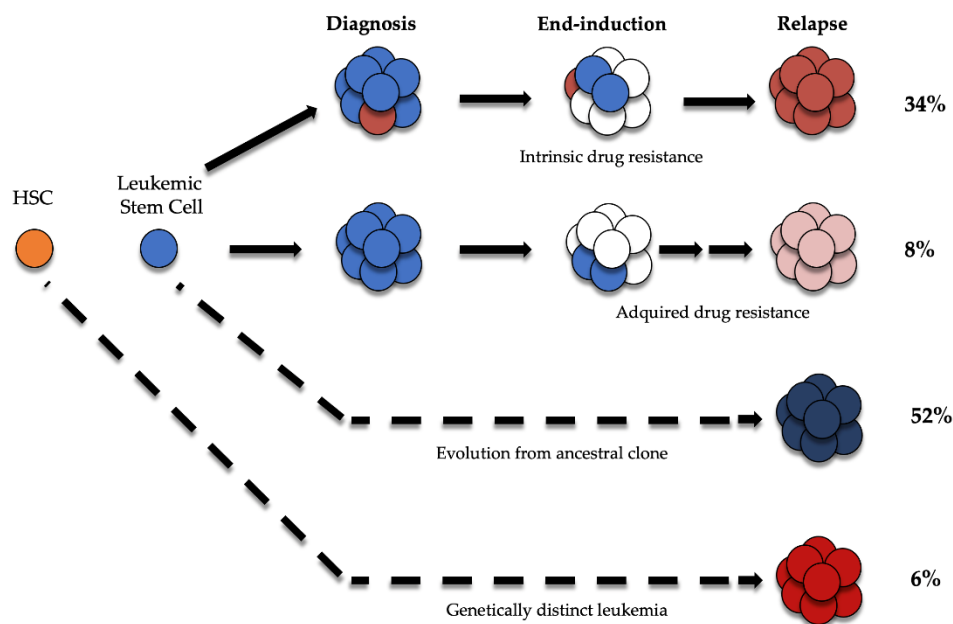 Diagnosis
End-induction
Relapse
34%
Intrinsic drug resistance
HSC
Leukemic
Stem Cell
8%
Adquired drug resistance
52%
Evolution from ancestral clone
6%
Genetically distinct leukemia